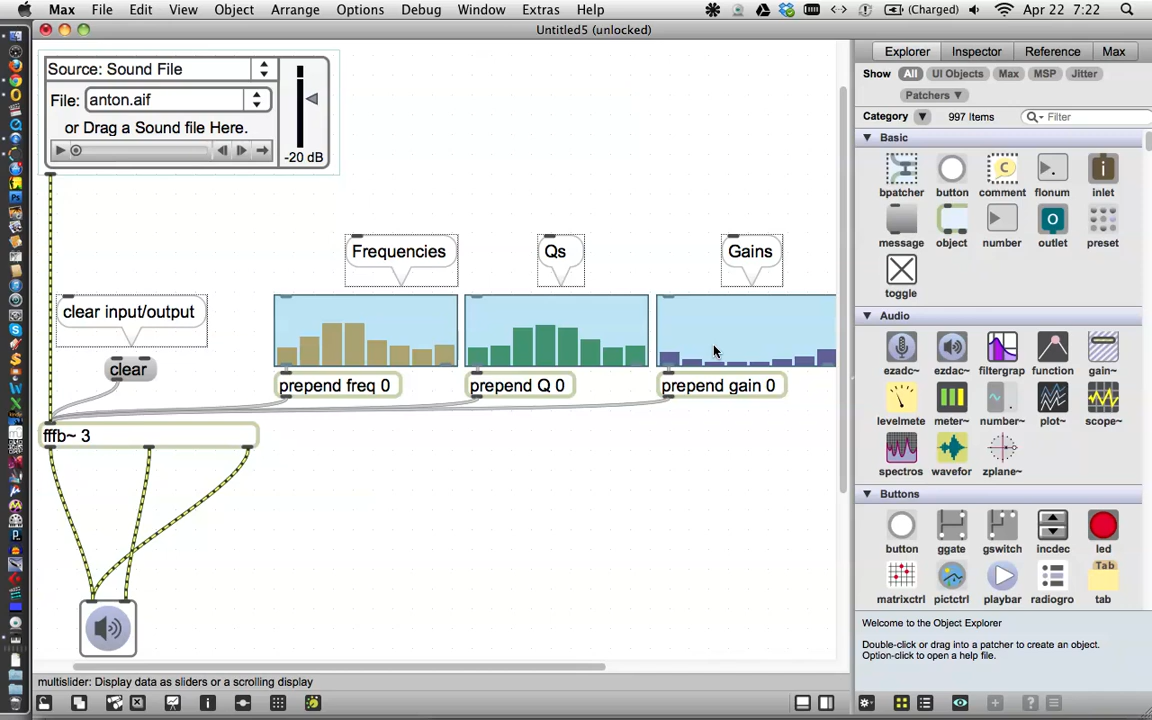 Max File Edit View Object Arrange Options Debug Window Extras Help (Charged) Apr 22 7:22
Untitled5 (unlocked)
Source: Sound File
File: anton.aif
or Drag a Sound file Here.
-20 dB
Frequencies Qs Gains
clear input/output
clear
prepend freq 0 prepend Q 0 prepend gain 0
fffb~ 3
multislider: Display data as sliders or a scrolling display
Explorer Inspector Reference Max
Show All UI Objects Max MSP Jitter
Patchers ▼
Category ▼ 997 Items Filter
Basic
bpatcher button comment flonum inlet
message object number outlet preset
toggle
Audio
ezadc~ ezdac~ filtergrap function gain~
levelmete meter~ number~ plot~ scope~
spectros wavefor zplane~
Buttons
button ggate gswitch incdec led
Tab
matrixctrl pictctrl playbar radiogro tab
Welcome to the Object Explorer
Double-click or drag into a patcher to create an object.
Option-click to open a help file.